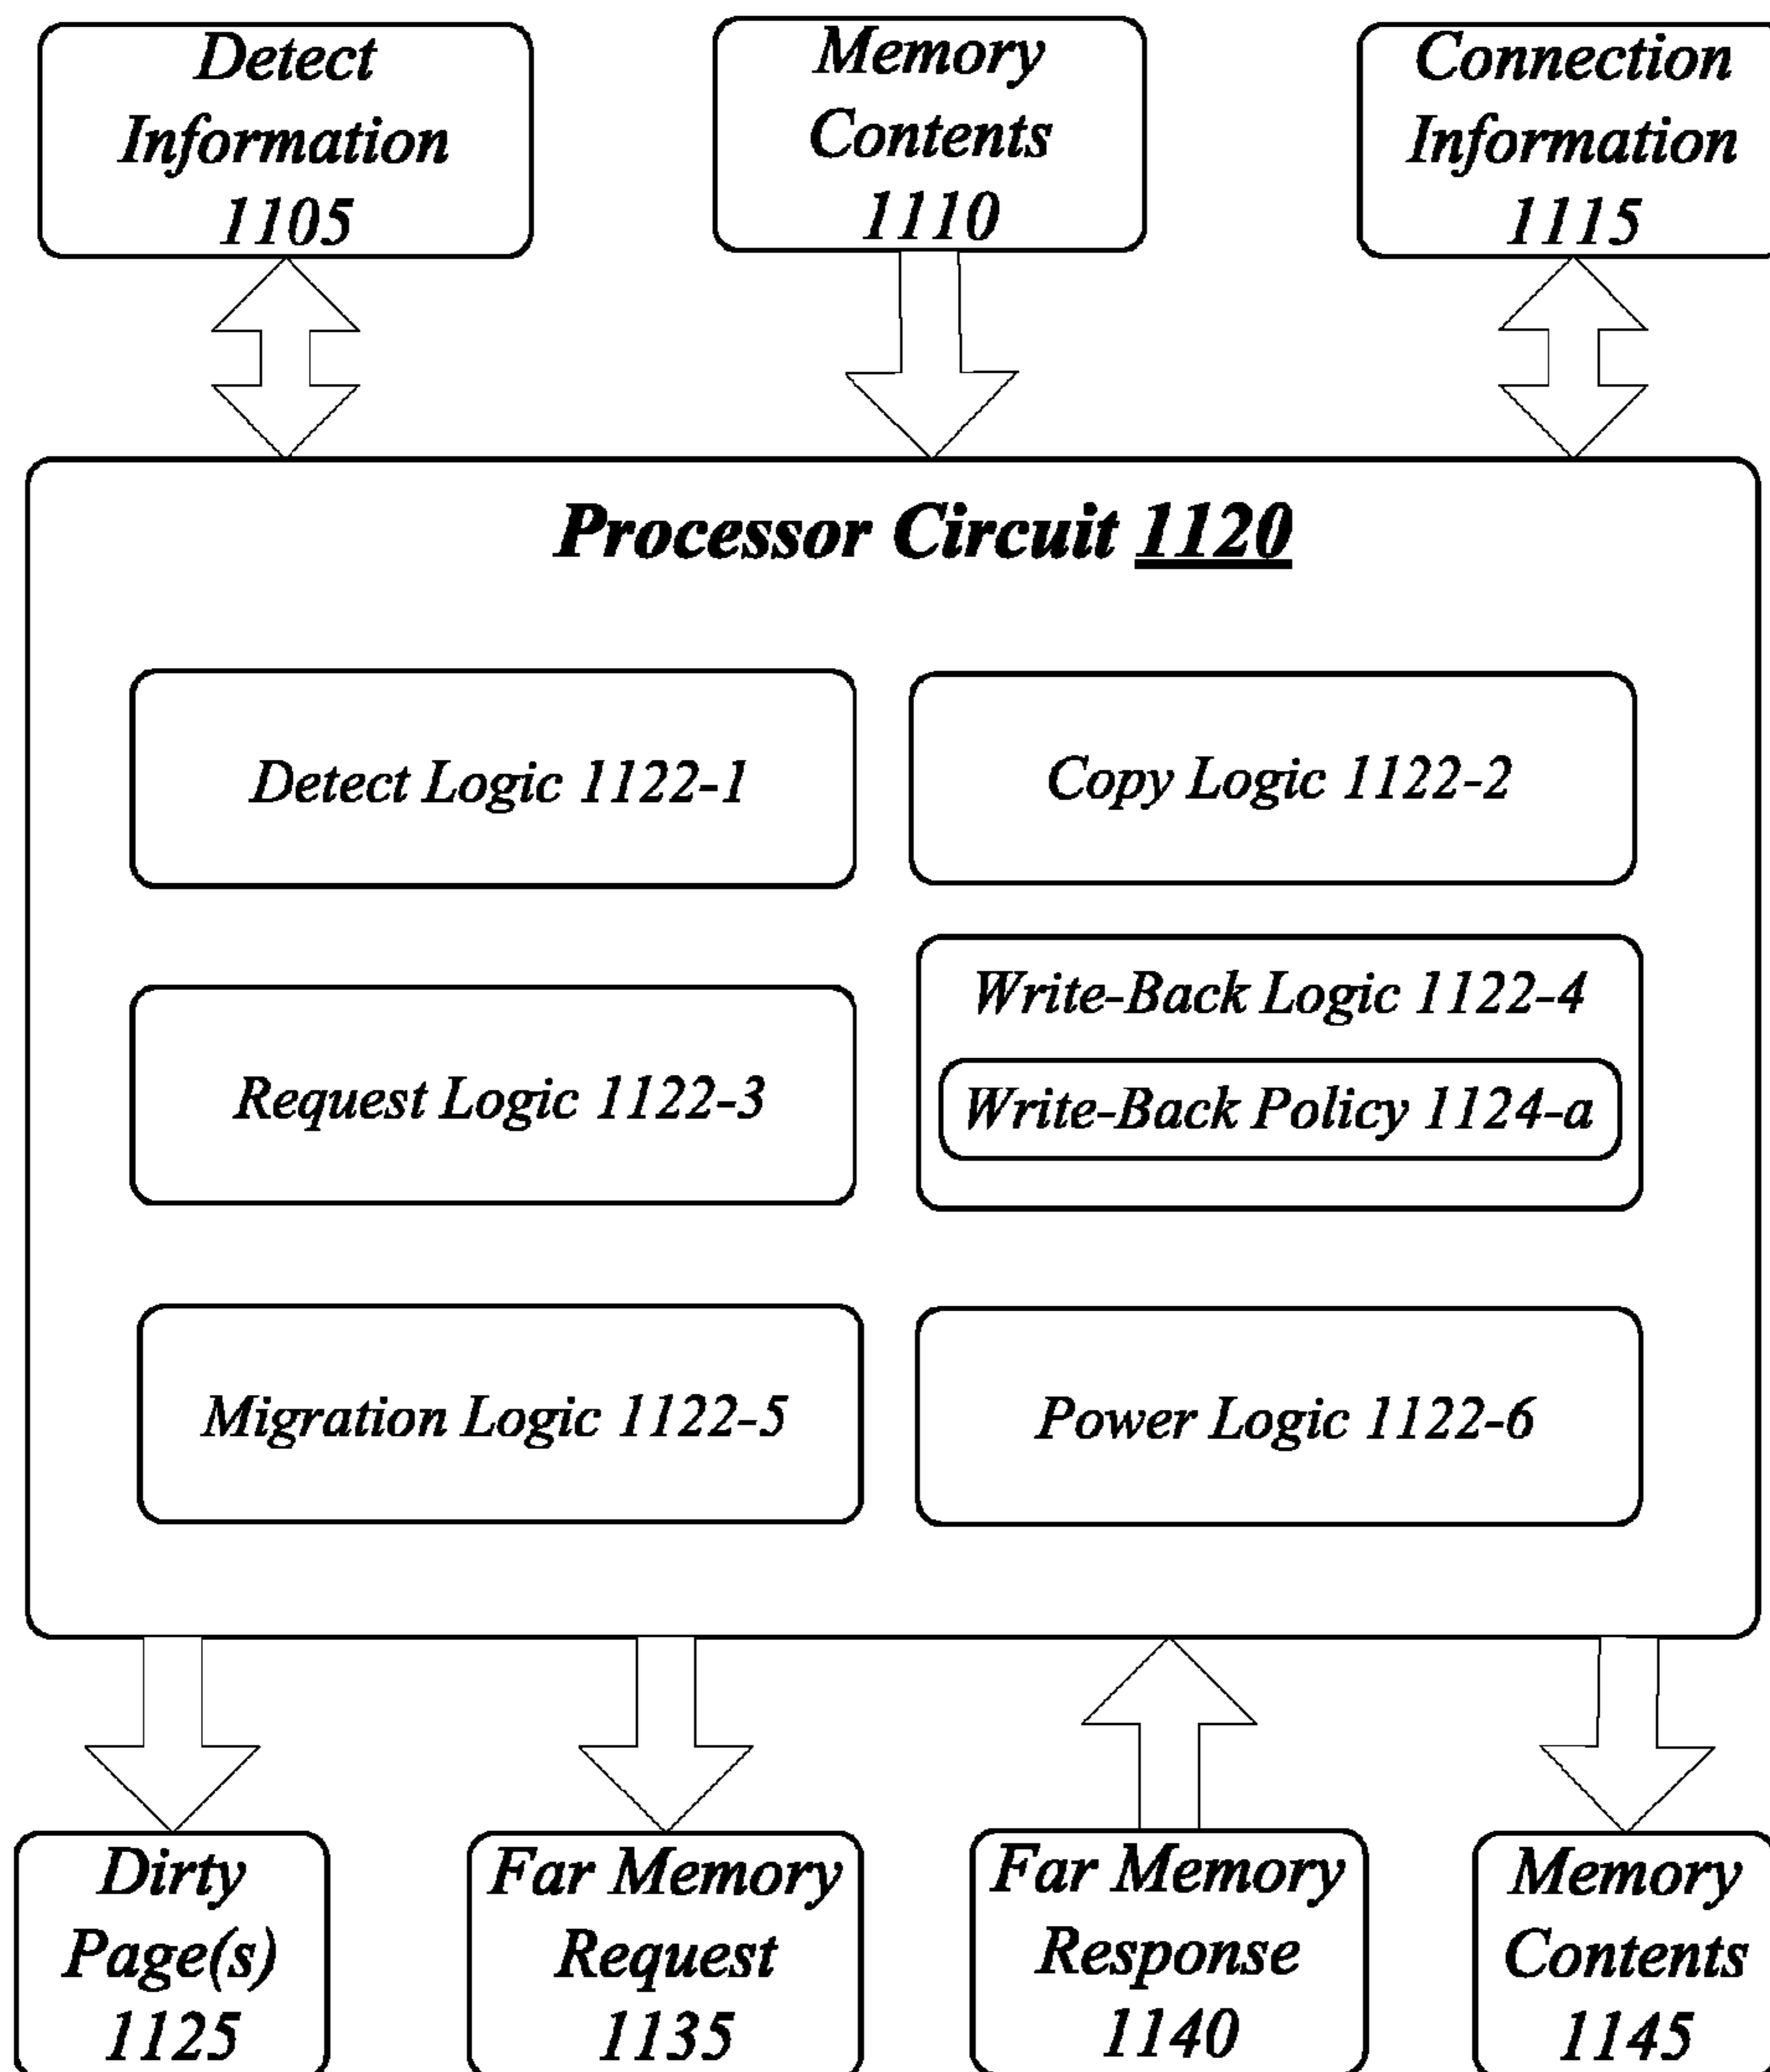 Detect
Information
1105
Memory
Contents
1110
Connection
Information
1115
Processor Circuit 1120
Detect Logic 1122-1
Copy Logic 1122-2
Request Logic 1122-3
Write-Back Logic 1122-4
Write-Back Policy 1124-a
Migration Logic 1122-5
Power Logic 1122-6
Dirty
Page(s)
1125
Far Memory
Request
1135
Far Memory
Response
1140
Memory
Contents
1145